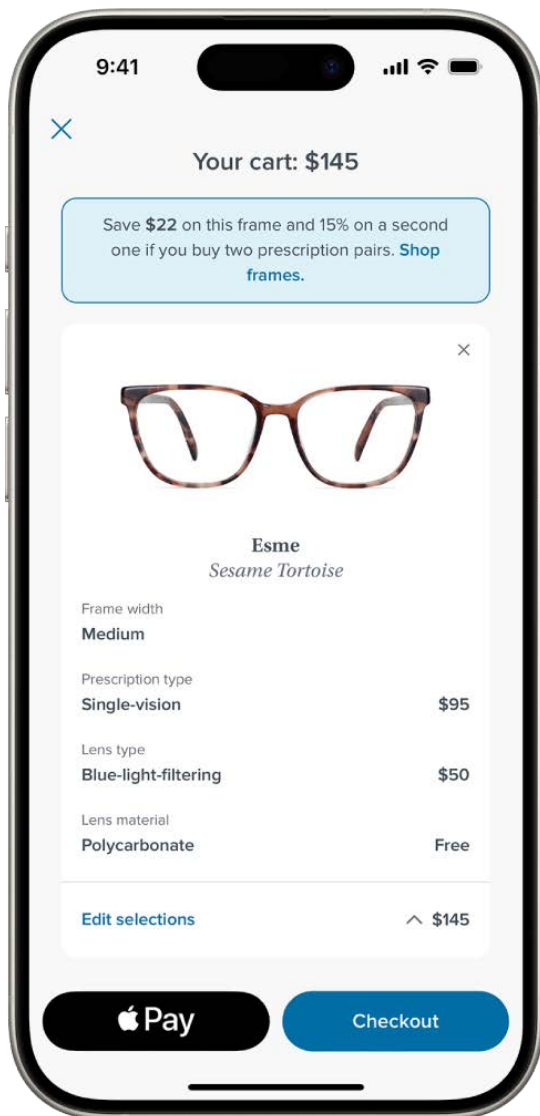 9:41
Your cart: $145
Save $22 on this frame and 15% on a second
one if you buy two prescription pairs. Shop
frames.
Esme
Sesame Tortoise
Frame width
Medium
Prescription type
Single-vision $95
Lens type
Blue-light-filtering $50
Lens material
Polycarbonate Free
Edit selections $145
Pay Checkout